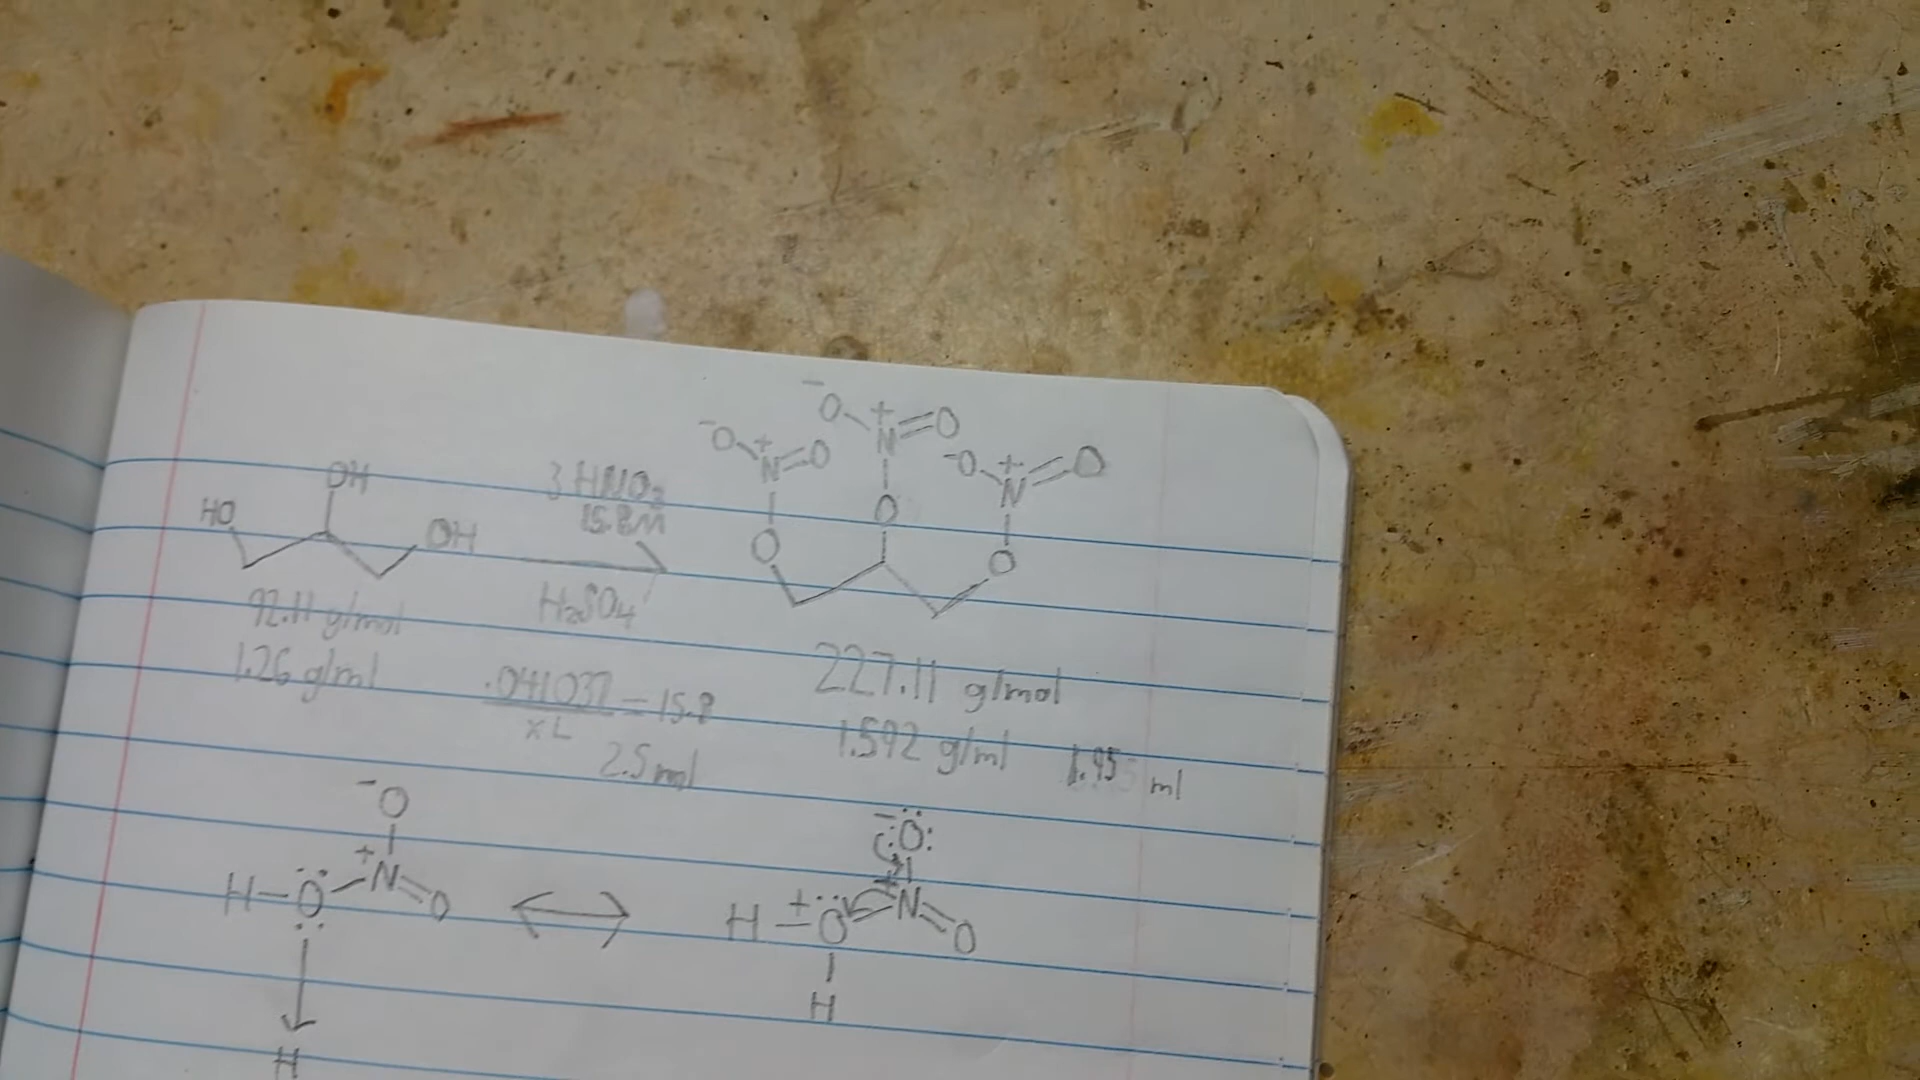 -O + N = O
-O + N = O
-O + N = O
OH
HO
OH
3 HNO₃
15.8M
H₂SO4
O
O
O
92.11 g/mol
1.26 g/ml
.041037 / x L = 15.8
2.5 ml
227.11 g/mol
1.592 g/ml
ml
-O
H-O + N = O
H
-O
H - + O + N = O
H